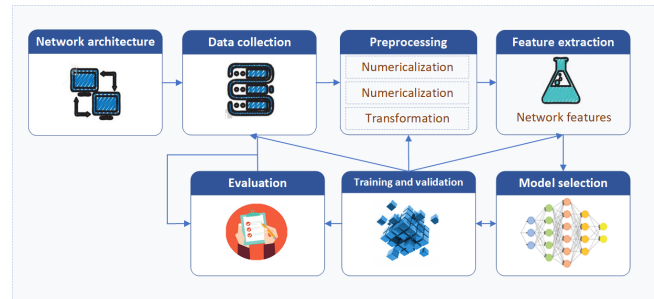 Network architecture
Data collection
Preprocessing
Numericalization
Numericalization
Transformation
Feature extraction
Network features
Evaluation
Training and validation
Model selection